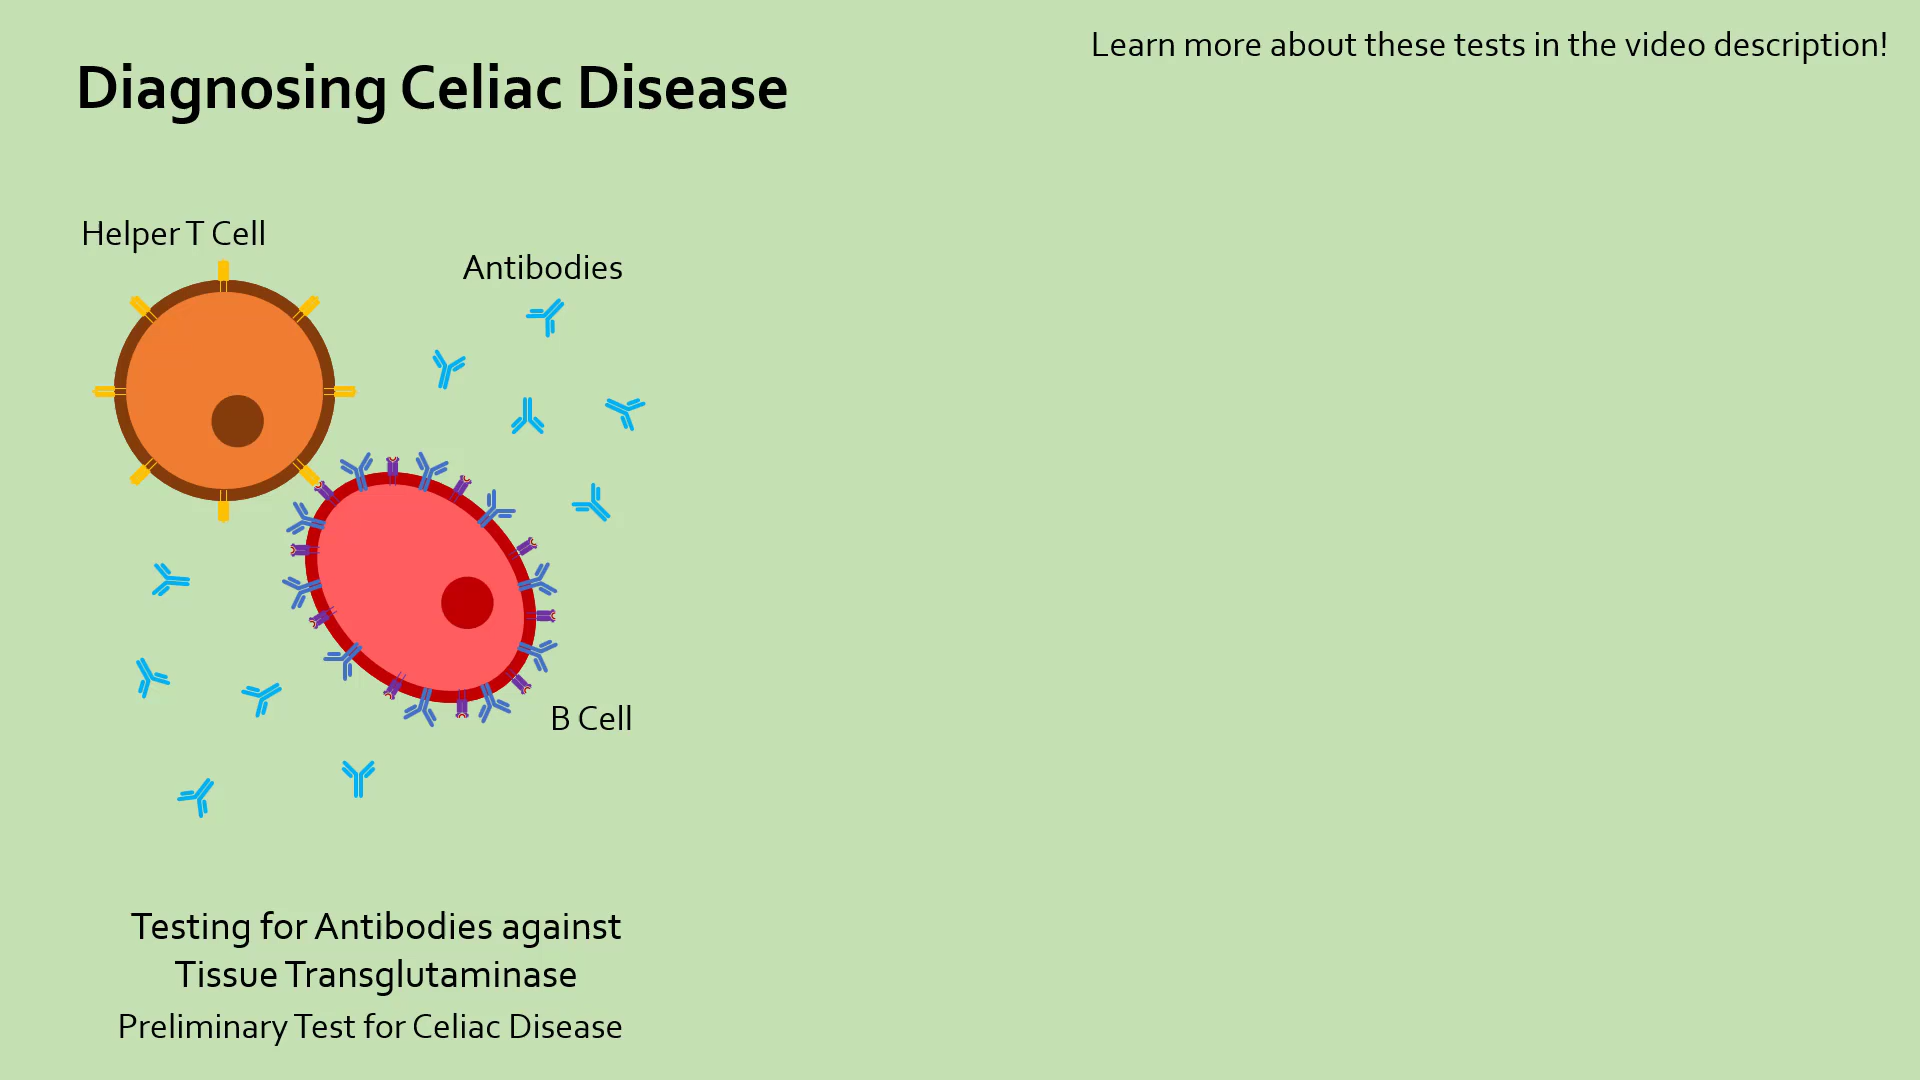 Learn more about these tests in the video description!
Diagnosing Celiac Disease
Helper T Cell
Antibodies
B Cell
Testing for Antibodies against
Tissue Transglutaminase
Preliminary Test for Celiac Disease